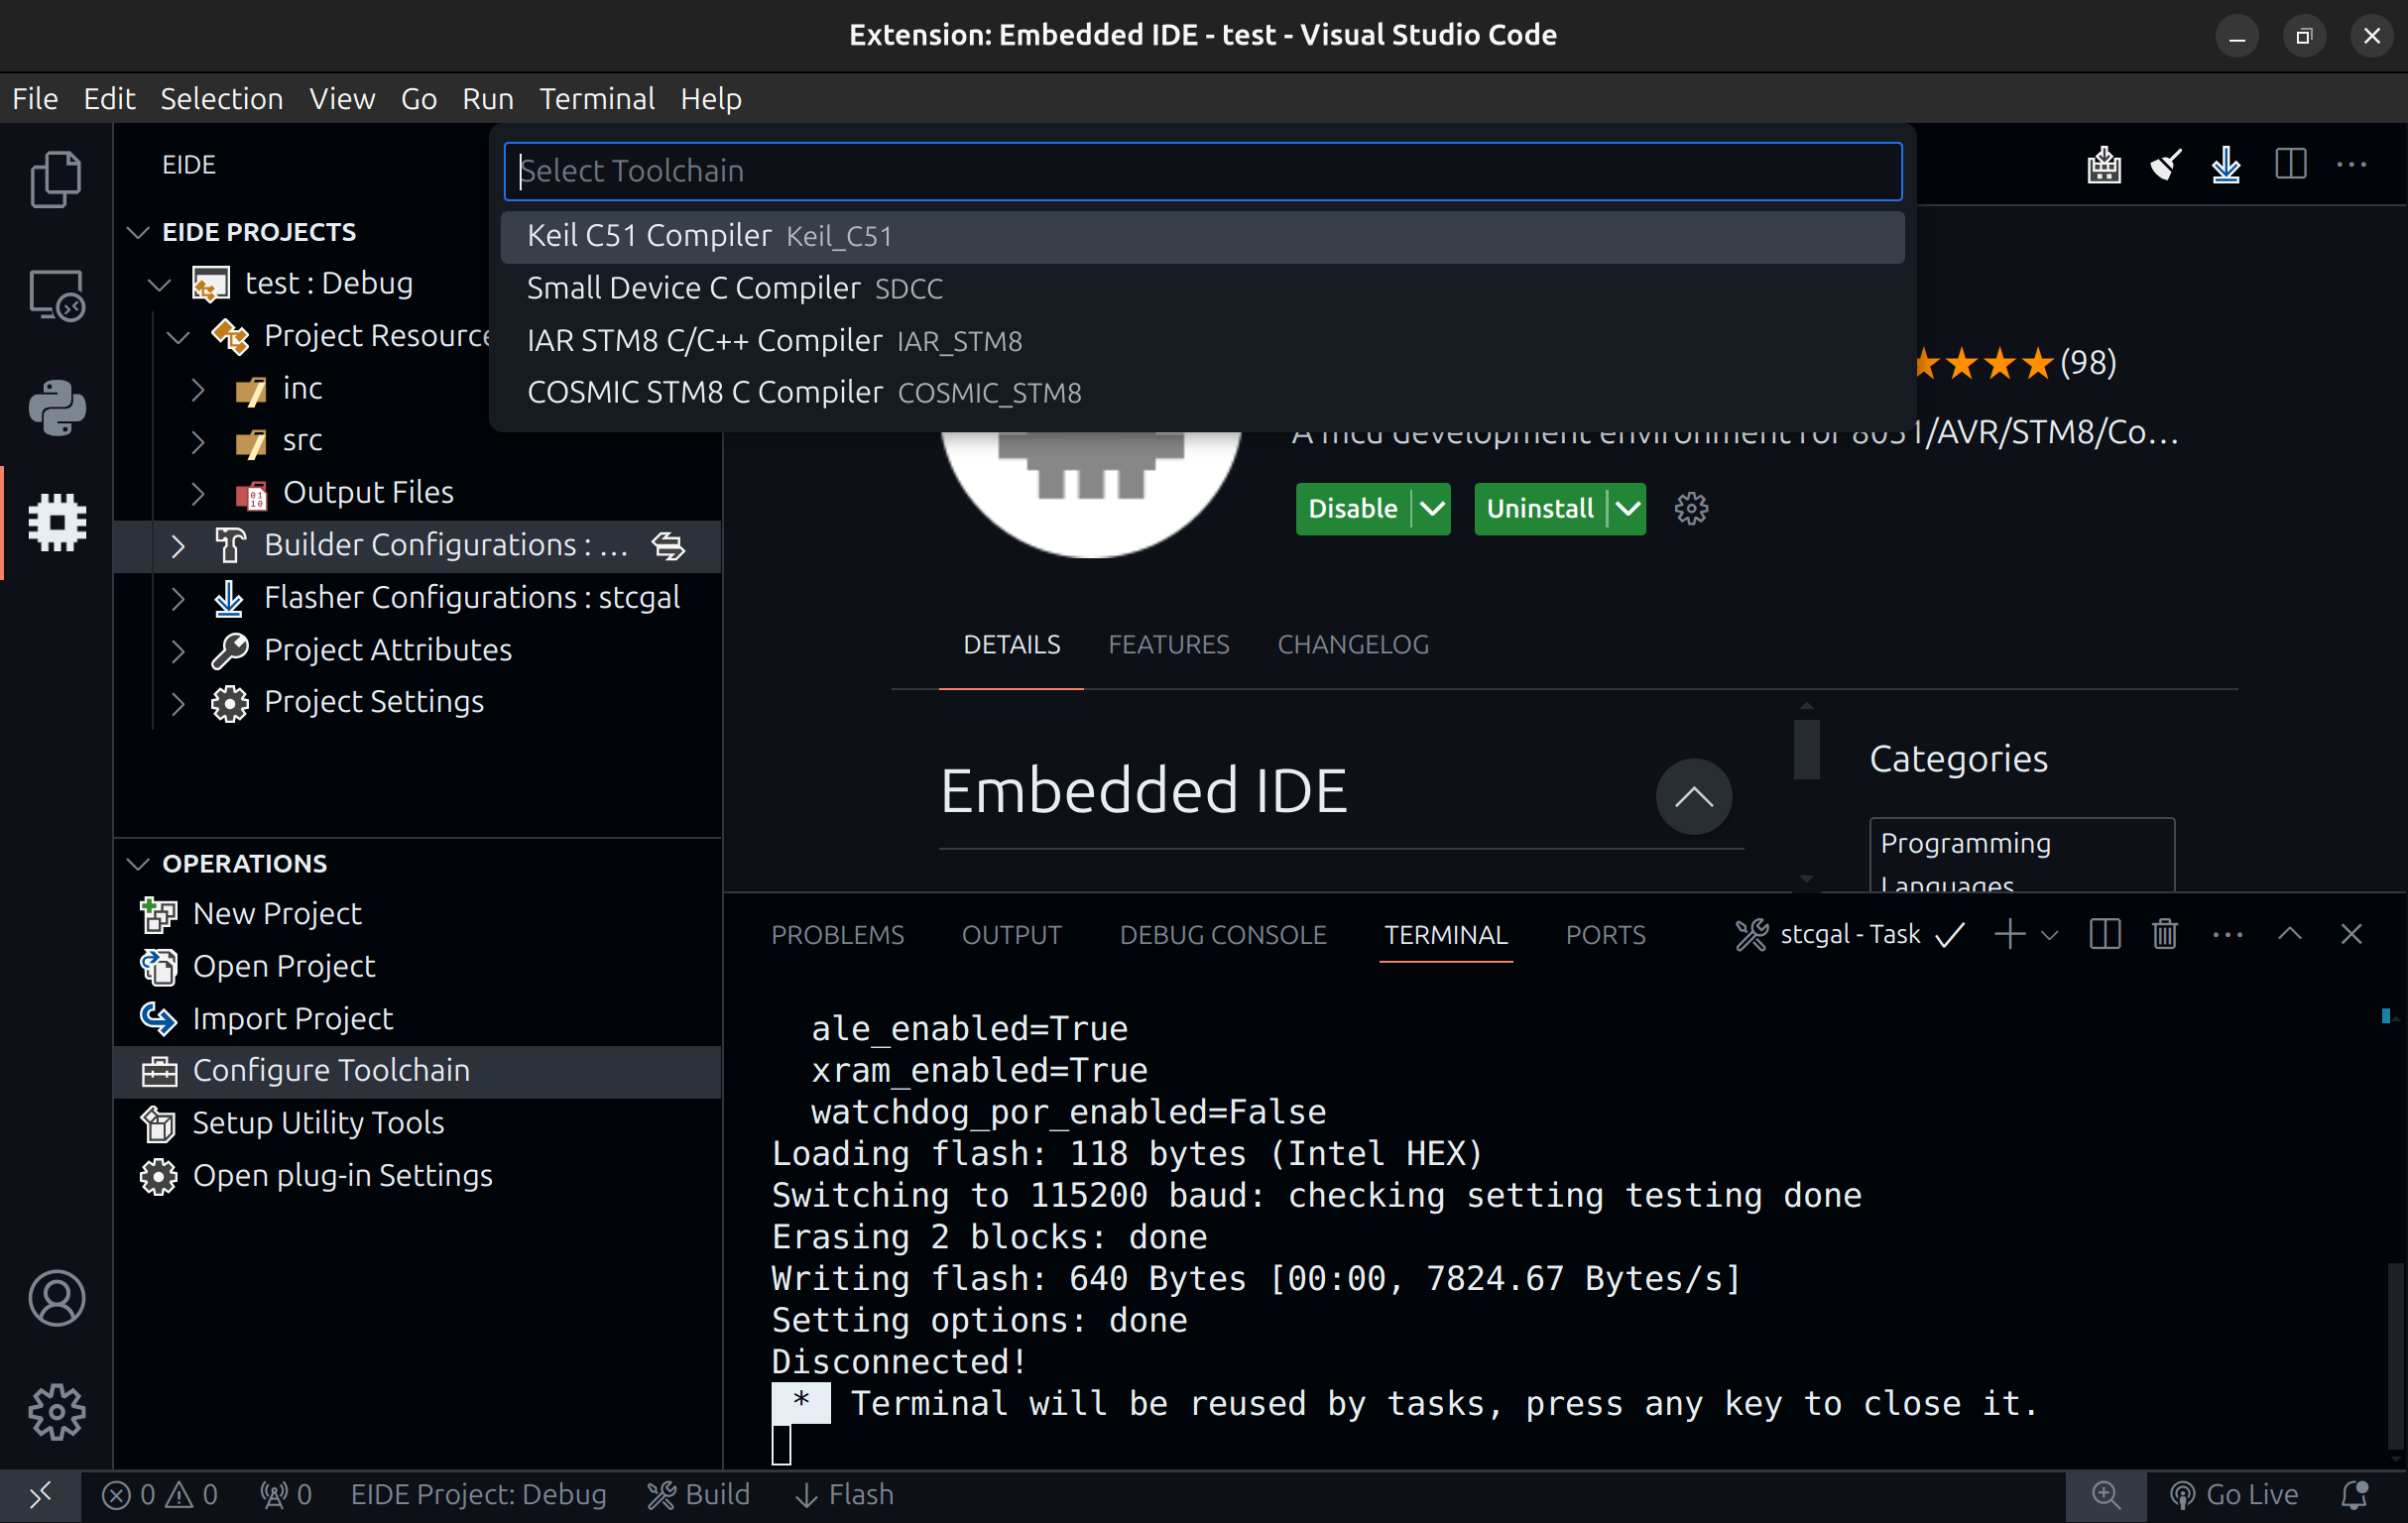 Extension: Embedded IDE - test - Visual Studio Code
File Edit Selection View Go Run Terminal Help
EIDE
EIDE PROJECTS
test : Debug
Project Resource
inc
src
Output Files
Builder Configurations : ...
Flasher Configurations : stcgal
Project Attributes
Project Settings
OPERATIONS
New Project
Open Project
Import Project
Configure Toolchain
Setup Utility Tools
Open plug-in Settings
Select Toolchain
Keil C51 Compiler Keil_C51
Small Device C Compiler SDCC
IAR STM8 C/C++ Compiler IAR_STM8
COSMIC STM8 C Compiler COSMIC_STM8
(98)
A mcu development environment for 8051/AVR/STM8/Co...
Disable Uninstall
DETAILS FEATURES CHANGELOG
Embedded IDE
Categories
Programming
Languages
PROBLEMS OUTPUT DEBUG CONSOLE TERMINAL PORTS stcgal - Task
ale_enabled=True
xram_enabled=True
watchdog_por_enabled=False
Loading flash: 118 bytes (Intel HEX)
Switching to 115200 baud: checking setting testing done
Erasing 2 blocks: done
Writing flash: 640 Bytes [00:00, 7824.67 Bytes/s]
Setting options: done
Disconnected!
* Terminal will be reused by tasks, press any key to close it.
0 0 0 EIDE Project: Debug Build Flash Go Live